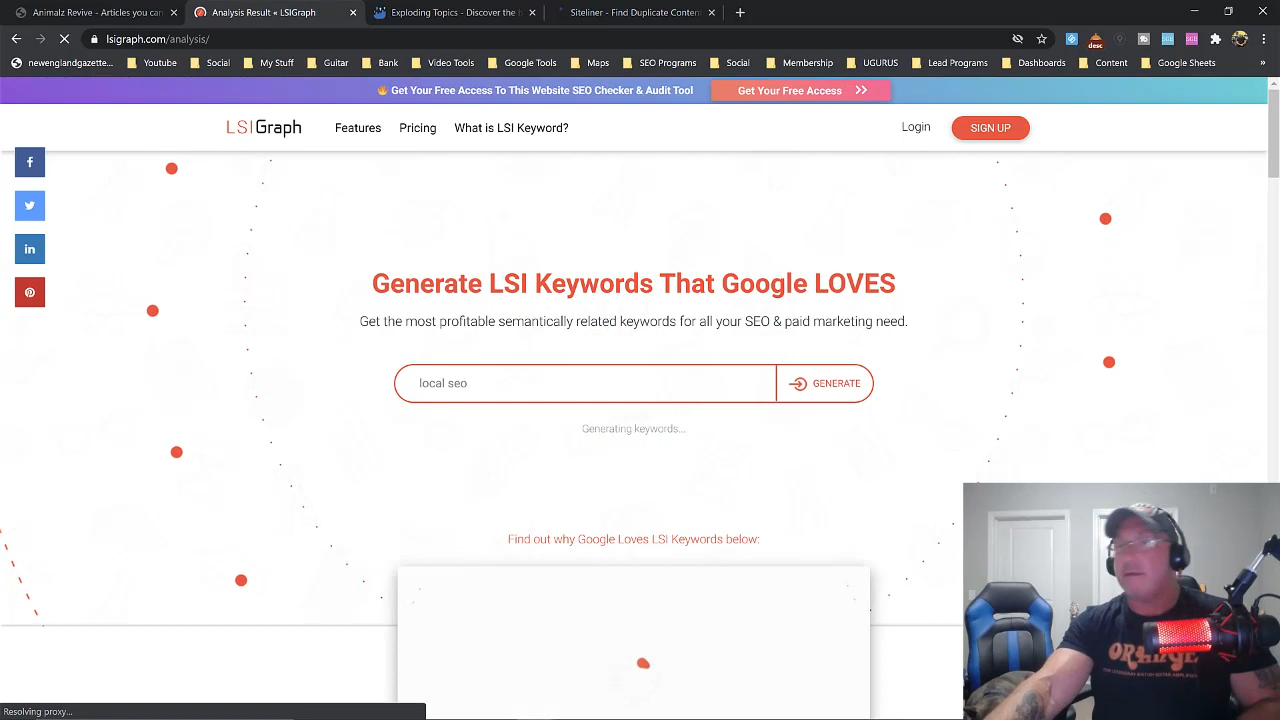 Animalz Revive - Articles you can
Analysis Result « LSIGraph
Exploding Topics - Discover the h
Siteliner - Find Duplicate Content
lsigraph.com/analysis/
desc
newenglandgazette...
Youtube
Social
My Stuff
Guitar
Bank
Video Tools
Google Tools
Maps
SEO Programs
Social
Membership
UGURUS
Lead Programs
Dashboards
Content
Google Sheets
Get Your Free Access To This Website SEO Checker & Audit Tool
Get Your Free Access
LSIGraph
Features
Pricing
What is LSI Keyword?
Login
SIGN UP
Generate LSI Keywords That Google LOVES
Get the most profitable semantically related keywords for all your SEO & paid marketing need.
local seo
GENERATE
Generating keywords...
Find out why Google Loves LSI Keywords below:
ORANGE
Resolving proxy...